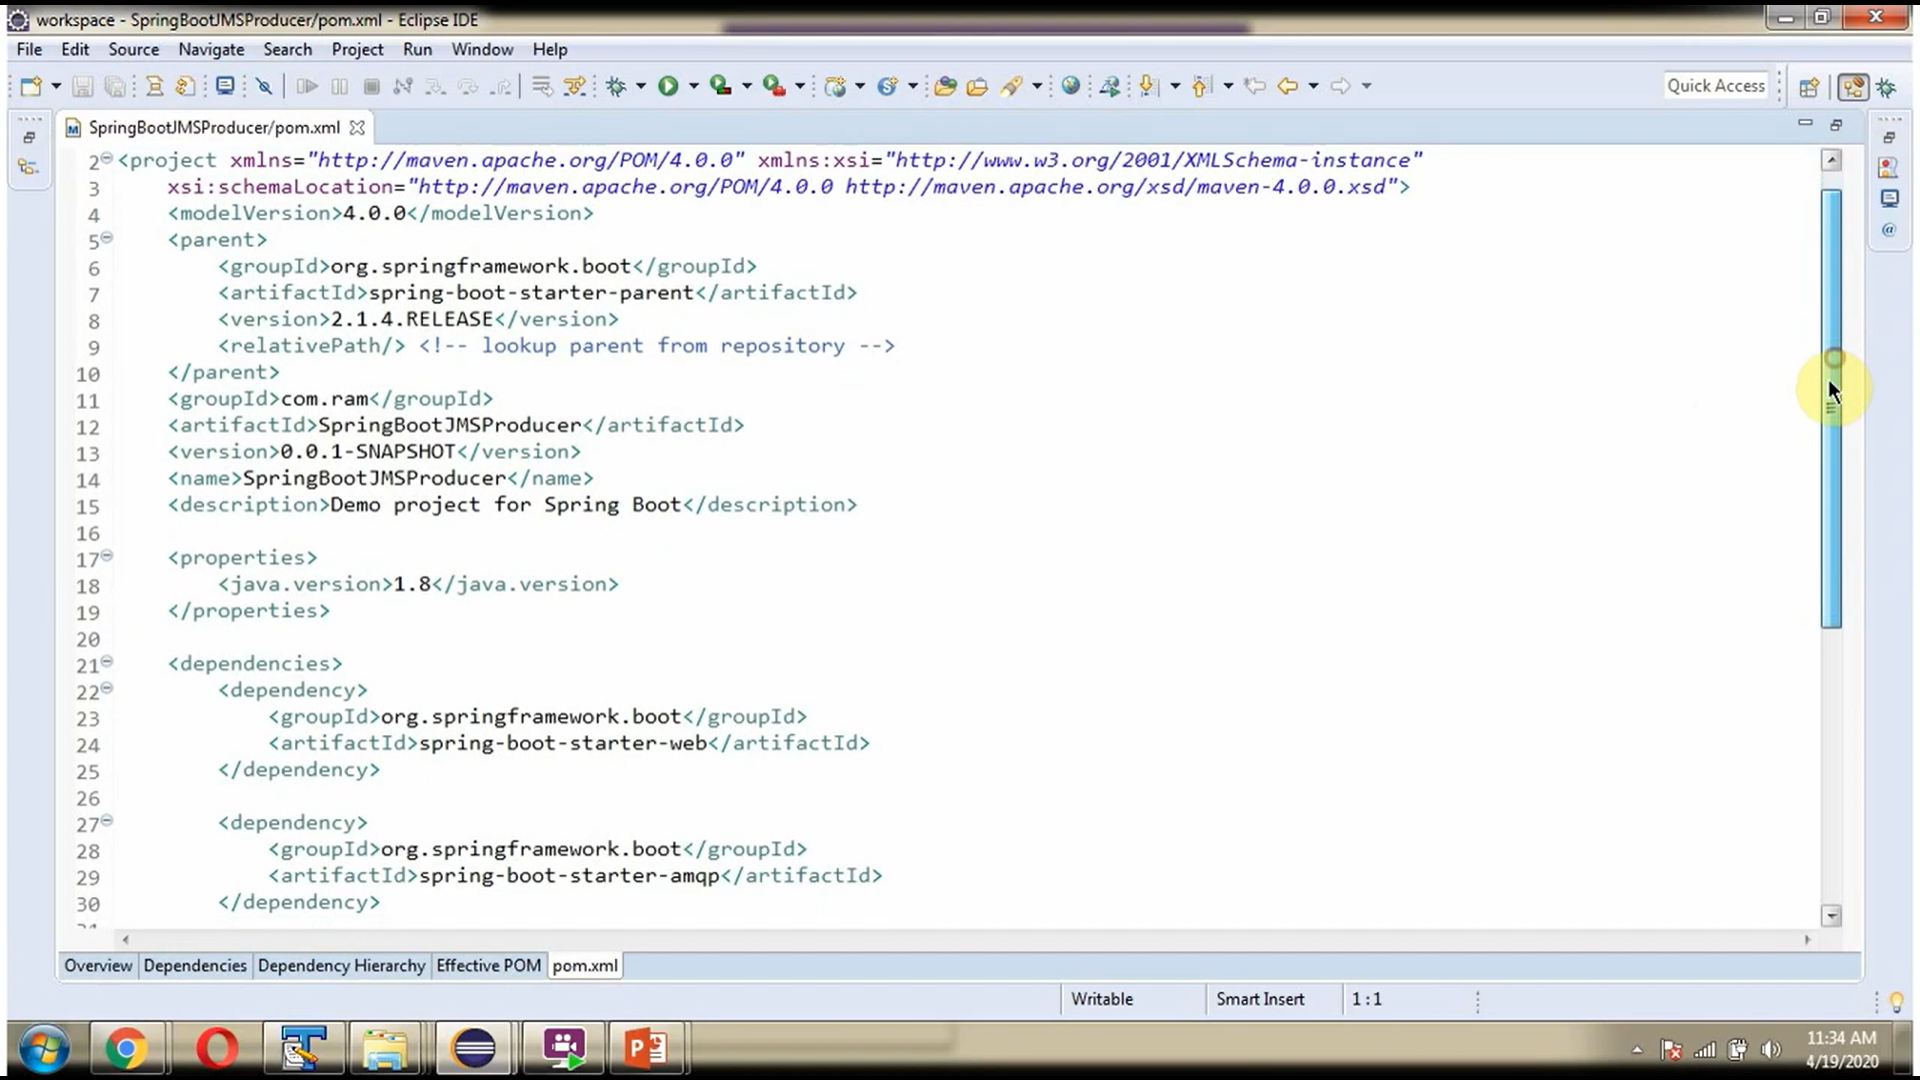 workspace - SpringBootJMSProducer/pom.xml - Eclipse IDE
File Edit Source Navigate Search Project Run Window Help
Quick Access
SpringBootJMSProducer/pom.xml
2 <project xmlns="http://maven.apache.org/POM/4.0.0" xmlns:xsi="http://www.w3.org/2001/XMLSchema-instance"
3 xsi:schemaLocation="http://maven.apache.org/POM/4.0.0 http://maven.apache.org/xsd/maven-4.0.0.xsd">
4 <modelVersion>4.0.0</modelVersion>
5 <parent>
6 <groupId>org.springframework.boot</groupId>
7 <artifactId>spring-boot-starter-parent</artifactId>
8 <version>2.1.4.RELEASE</version>
9 <relativePath/> <!-- lookup parent from repository -->
10 </parent>
11 <groupId>com.ram</groupId>
12 <artifactId>SpringBootJMSProducer</artifactId>
13 <version>0.0.1-SNAPSHOT</version>
14 <name>SpringBootJMSProducer</name>
15 <description>Demo project for Spring Boot</description>
16
17 <properties>
18 <java.version>1.8</java.version>
19 </properties>
20
21 <dependencies>
22 <dependency>
23 <groupId>org.springframework.boot</groupId>
24 <artifactId>spring-boot-starter-web</artifactId>
25 </dependency>
26
27 <dependency>
28 <groupId>org.springframework.boot</groupId>
29 <artifactId>spring-boot-starter-amqp</artifactId>
30 </dependency>
Overview Dependencies Dependency Hierarchy Effective POM pom.xml
Writable Smart Insert 1 : 1
11:34 AM
4/19/2020